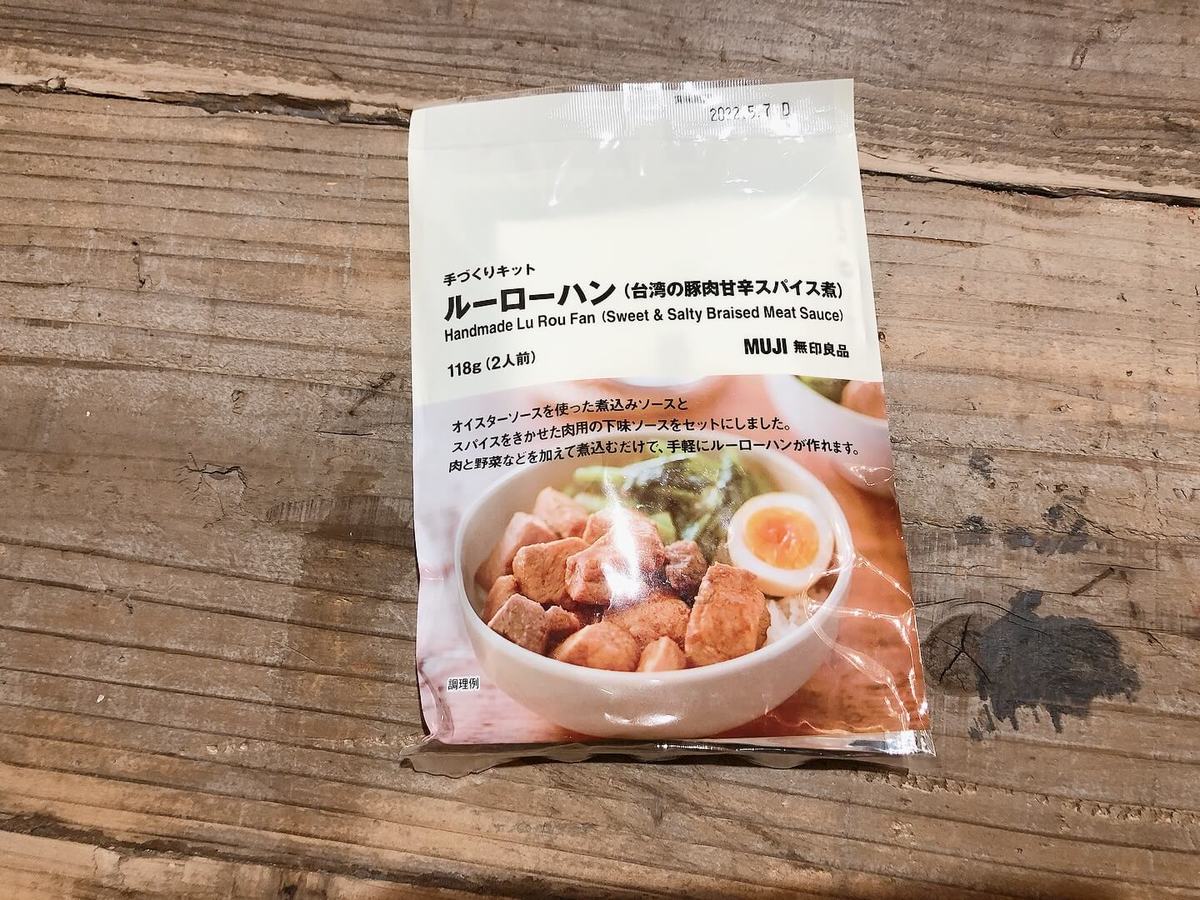 2022.5.7 D
手づくりキット
ルーローハン（台湾の豚肉甘辛スパイス煮）
Handmade Lu Rou Fan (Sweet & Salty Braised Meat Sauce)
118g（2人前）
MUJI 無印良品
オイスターソースを使った煮込みソースと
スパイスをきかせた肉用の下味ソースをセットにしました。
肉と野菜などを加えて煮込むだけで、手軽にルーローハンが作れます。
調理例